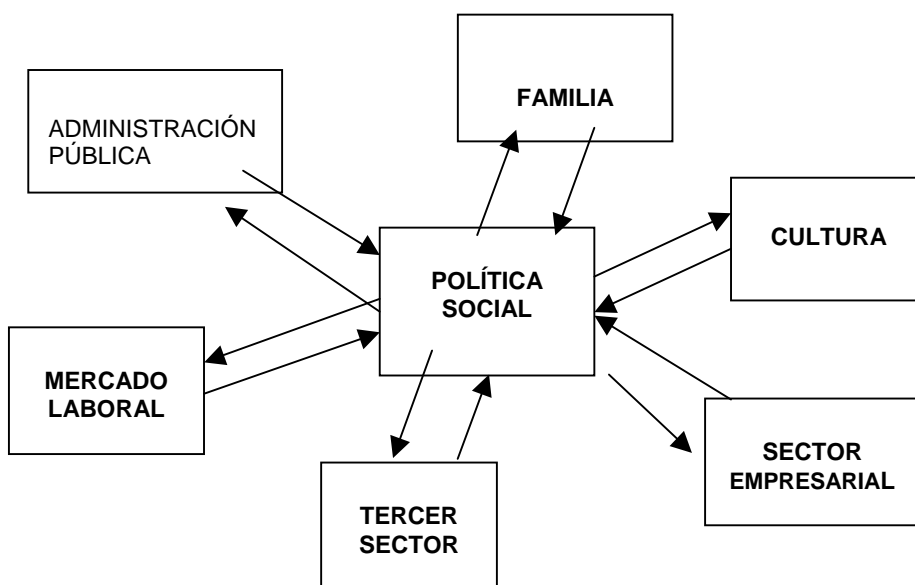 FAMILIA
ADMINISTRACIÓN
PÚBLICA
CULTURA
POLÍTICA
SOCIAL
MERCADO
LABORAL
SECTOR
EMPRESARIAL
TERCER
SECTOR